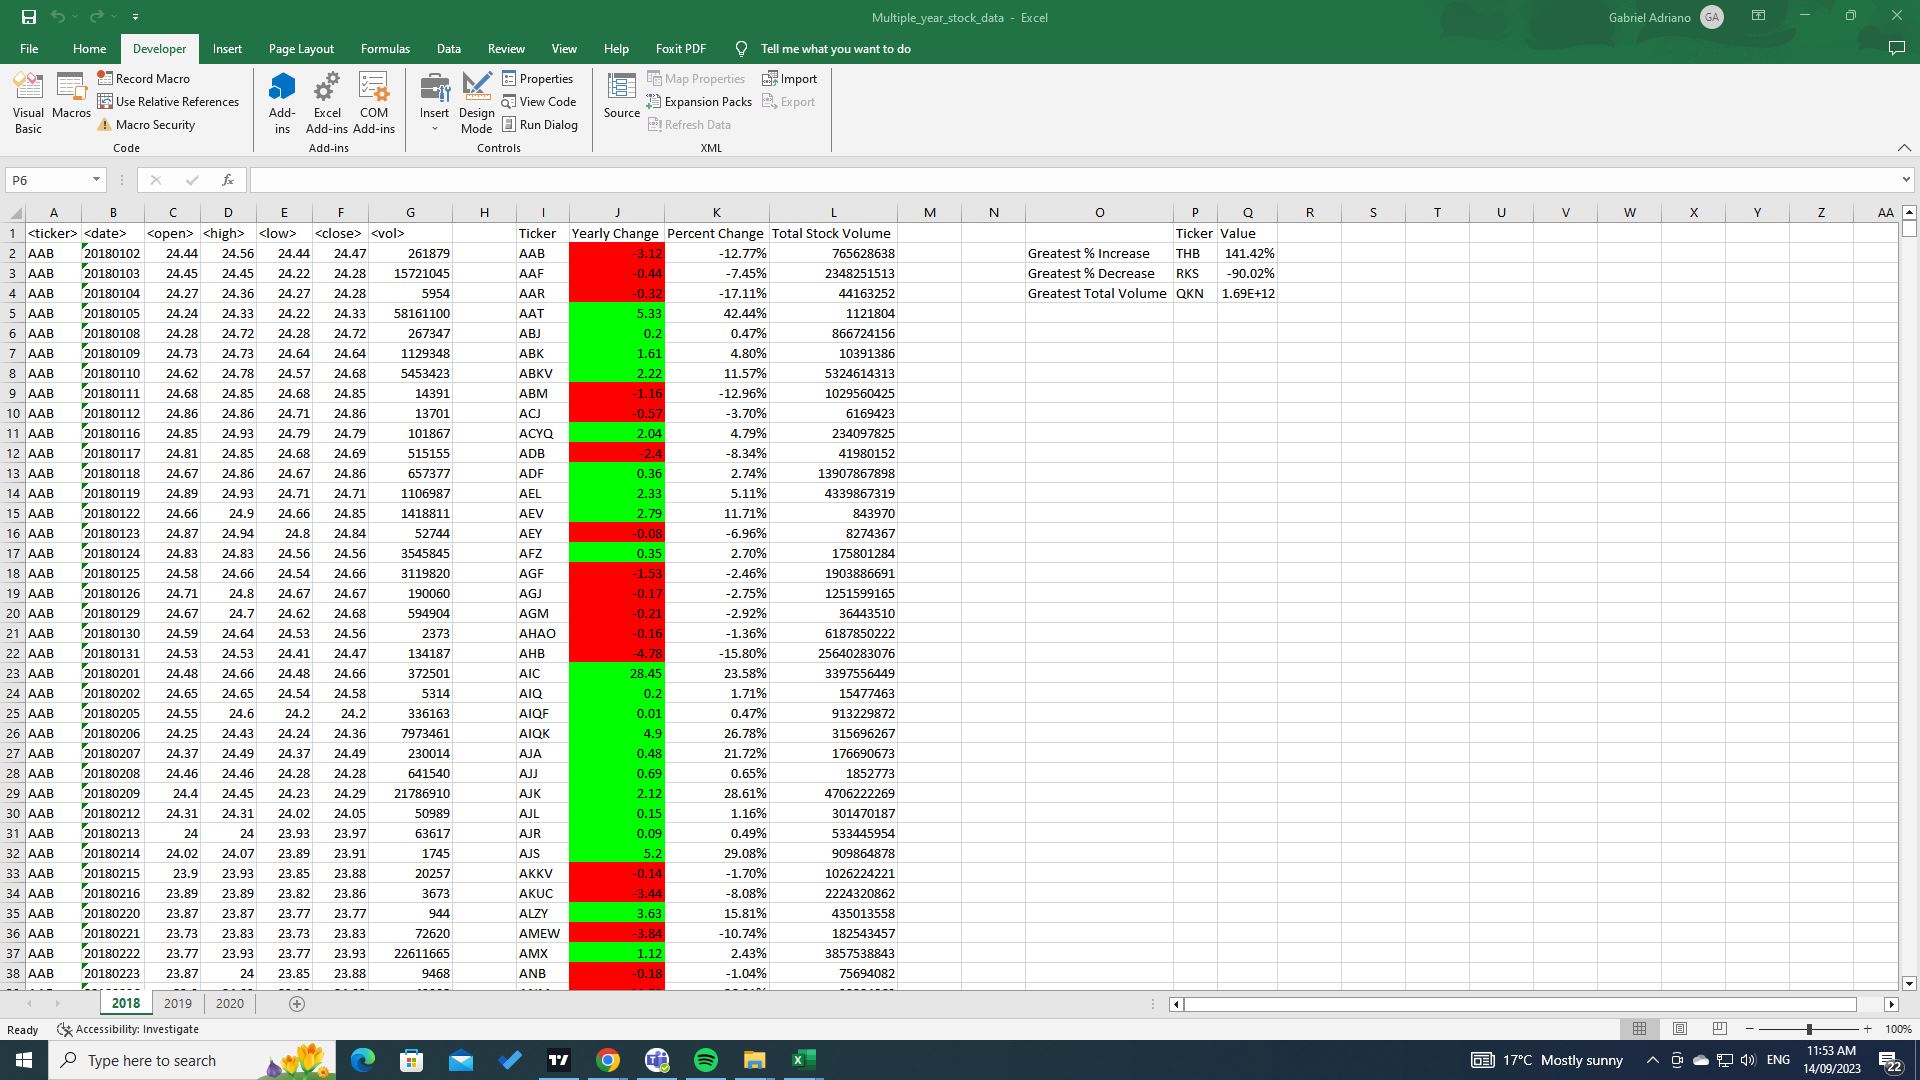 Multiple_year_stock_data - Excel
Gabriel Adriano GA
File Home Developer Insert Page Layout Formulas Data Review View Help Foxit PDF Tell me what you want to do
Visual Basic
Macros
Record Macro
Use Relative References
Macro Security
Code
Add-ins
Excel Add-ins
COM Add-ins
Add-ins
Insert
Design Mode
Properties
View Code
Run Dialog
Controls
Source
Map Properties
Expansion Packs
Refresh Data
Import
Export
XML
P6 fx
A B C D E F G H I J K L M N O P Q R S T U V W X Y Z AA
1 <ticker> <date> <open> <high> <low> <close> <vol> Ticker Yearly Change Percent Change Total Stock Volume Ticker Value
2 AAB 20180102 24.44 24.56 24.44 24.47 261879 AAB -3.12 -12.77% 765628638 Greatest % Increase THB 141.42%
3 AAB 20180103 24.45 24.45 24.22 24.28 15721045 AAF -0.44 -7.45% 2348251513 Greatest % Decrease RKS -90.02%
4 AAB 20180104 24.27 24.36 24.27 24.28 5954 AAR -0.32 -17.11% 44163252 Greatest Total Volume QKN 1.69E+12
5 AAB 20180105 24.24 24.33 24.22 24.33 58161100 AAT 5.33 42.44% 1121804
6 AAB 20180108 24.28 24.72 24.28 24.72 267347 ABJ 0.2 0.47% 866724156
7 AAB 20180109 24.73 24.73 24.64 24.64 1129348 ABK 1.61 4.80% 10391386
8 AAB 20180110 24.62 24.78 24.57 24.68 5453423 ABKV 2.22 11.57% 5324614313
9 AAB 20180111 24.68 24.85 24.68 24.85 14391 ABM -1.16 -12.96% 1029560425
10 AAB 20180112 24.86 24.86 24.71 24.86 13701 ACJ -0.57 -3.70% 6169423
11 AAB 20180116 24.85 24.93 24.79 24.79 101867 ACYQ 2.04 4.79% 234097825
12 AAB 20180117 24.81 24.85 24.68 24.69 515155 ADB -2.4 -8.34% 41980152
13 AAB 20180118 24.67 24.86 24.67 24.86 657377 ADF 0.36 2.74% 13907867898
14 AAB 20180119 24.89 24.93 24.71 24.71 1106987 AEL 2.33 5.11% 4339867319
15 AAB 20180122 24.66 24.9 24.66 24.85 1418811 AEV 2.79 11.71% 843970
16 AAB 20180123 24.87 24.94 24.8 24.84 52744 AEY -0.08 -6.96% 8274367
17 AAB 20180124 24.83 24.83 24.56 24.56 3545845 AFZ 0.35 2.70% 175801284
18 AAB 20180125 24.58 24.66 24.54 24.66 3119820 AGF -1.53 -2.46% 1903886691
19 AAB 20180126 24.71 24.8 24.67 24.67 190060 AGJ -0.17 -2.75% 1251599165
20 AAB 20180129 24.67 24.7 24.62 24.68 594904 AGM -0.21 -2.92% 36443510
21 AAB 20180130 24.59 24.64 24.53 24.56 2373 AHAO -0.16 -1.36% 6187850222
22 AAB 20180131 24.53 24.53 24.41 24.47 134187 AHB -4.78 -15.80% 25640283076
23 AAB 20180201 24.48 24.66 24.48 24.66 372501 AIC 28.45 23.58% 3397556449
24 AAB 20180202 24.65 24.65 24.54 24.58 5314 AIQ 0.2 1.71% 15477463
25 AAB 20180205 24.55 24.6 24.2 24.2 336163 AIQF 0.01 0.47% 913229872
26 AAB 20180206 24.25 24.43 24.24 24.36 7973461 AIQK 4.9 26.78% 315696267
27 AAB 20180207 24.37 24.49 24.37 24.49 230014 AJA 0.48 21.72% 176690673
28 AAB 20180208 24.46 24.46 24.28 24.28 641540 AJJ 0.69 0.65% 1852773
29 AAB 20180209 24.4 24.45 24.23 24.29 21786910 AJK 2.12 28.61% 4706222269
30 AAB 20180212 24.31 24.31 24.02 24.05 50989 AJL 0.15 1.16% 301470187
31 AAB 20180213 24 24 23.93 23.97 63617 AJR 0.09 0.49% 533445954
32 AAB 20180214 24.02 24.07 23.89 23.91 1745 AJS 5.2 29.08% 909864878
33 AAB 20180215 23.9 23.93 23.85 23.88 20257 AKKV -0.14 -1.70% 1026224221
34 AAB 20180216 23.89 23.89 23.82 23.86 3673 AKUC -3.44 -8.08% 2224320862
35 AAB 20180220 23.87 23.87 23.77 23.77 944 ALZY 3.63 15.81% 435013558
36 AAB 20180221 23.73 23.83 23.73 23.83 72620 AMEW -3.84 -10.74% 182543457
37 AAB 20180222 23.77 23.93 23.77 23.93 22611665 AMX 1.12 2.43% 3857538843
38 AAB 20180223 23.87 24 23.85 23.88 9468 ANB -0.18 -1.04% 75694082
2018 2019 2020
Ready Accessibility: Investigate 100%
Type here to search
17°C Mostly sunny ENG 11:53 AM
14/09/2023 22